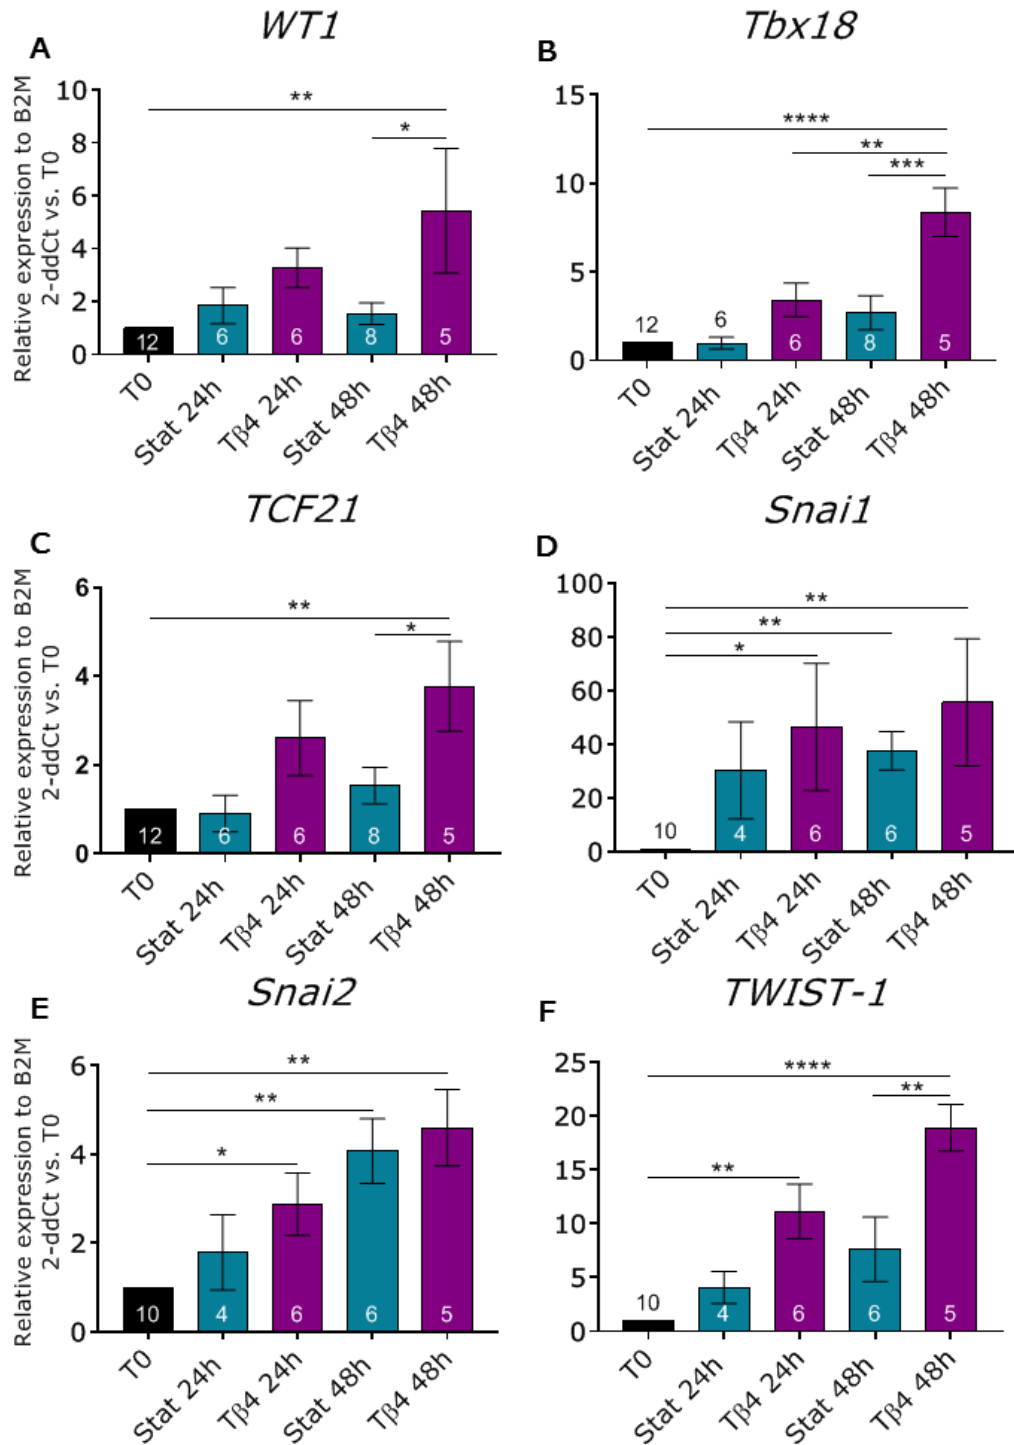 WT1
A
Relative expression to B2M
2-ddCt vs. T0
10
8
6
4
2
0
**
*
12
6
6
8
5
T0
Stat 24h
Tβ4 24h
Stat 48h
Tβ4 48h
Tbx18
B
15
10
5
0
****
**
***
12
6
6
8
5
T0
Stat 24h
Tβ4 24h
Stat 48h
Tβ4 48h
TCF21
C
Relative expression to B2M
2-ddCt vs. T0
6
4
2
0
**
*
12
6
6
8
5
T0
Stat 24h
Tβ4 24h
Stat 48h
Tβ4 48h
Snai1
D
100
80
60
40
20
0
**
**
*
10
4
6
6
5
T0
Stat 24h
Tβ4 24h
Stat 48h
Tβ4 48h
Snai2
E
Relative expression to B2M
2-ddCt vs. T0
6
4
2
0
**
**
*
10
4
6
6
5
T0
Stat 24h
Tβ4 24h
Stat 48h
Tβ4 48h
TWIST-1
F
25
20
15
10
5
0
****
**
**
10
4
6
6
5
T0
Stat 24h
Tβ4 24h
Stat 48h
Tβ4 48h